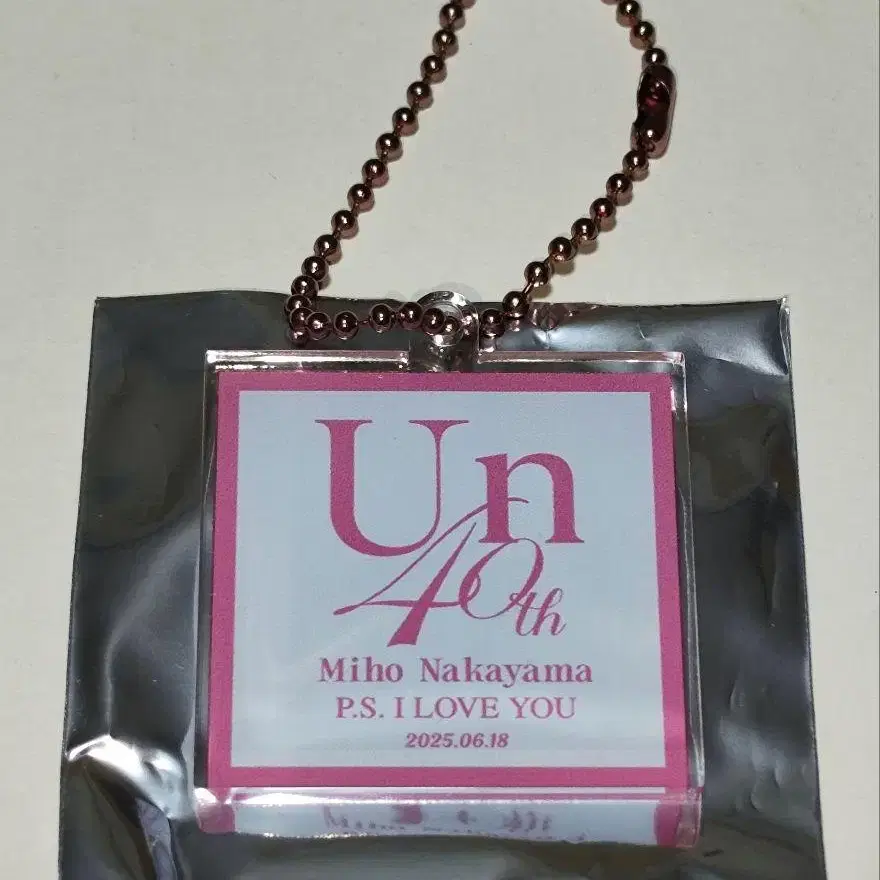 Un
40th
Miho Nakayama
P.S. I LOVE YOU
2025.06.18